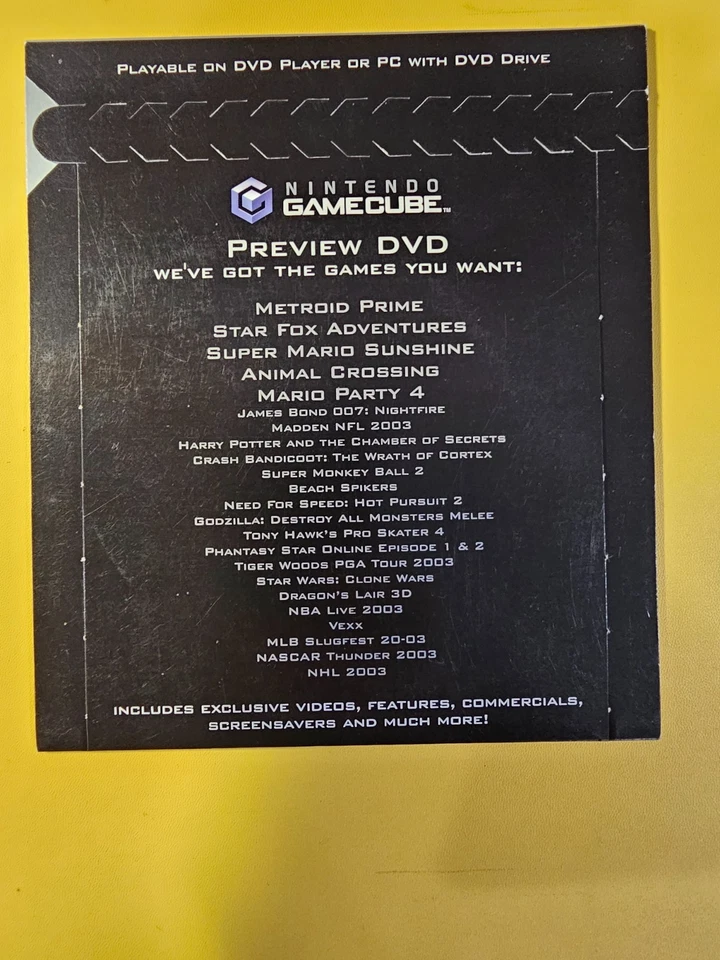 PLAYABLE ON DVD PLAYER OR PC WITH DVD DRIVE
NINTENDO
GAMECUBE™
PREVIEW DVD
WE'VE GOT THE GAMES YOU WANT:
METROID PRIME
STAR FOX ADVENTURES
SUPER MARIO SUNSHINE
ANIMAL CROSSING
MARIO PARTY 4
JAMES BOND 007: NIGHTFIRE
MADDEN NFL 2003
HARRY POTTER AND THE CHAMBER OF SECRETS
CRASH BANDICOOT: THE WRATH OF CORTEX
SUPER MONKEY BALL 2
BEACH SPIKERS
NEED FOR SPEED: HOT PURSUIT 2
GODZILLA: DESTROY ALL MONSTERS MELEE
TONY HAWK'S PRO SKATER 4
PHANTASY STAR ONLINE EPISODE 1 & 2
TIGER WOODS PGA TOUR 2003
STAR WARS: CLONE WARS
DRAGON'S LAIR 3D
NBA LIVE 2003
VEXX
MLB SLUGFEST 20-03
NASCAR THUNDER 2003
NHL 2003
INCLUDES EXCLUSIVE VIDEOS, FEATURES, COMMERCIALS,
SCREENSAVERS AND MUCH MORE!